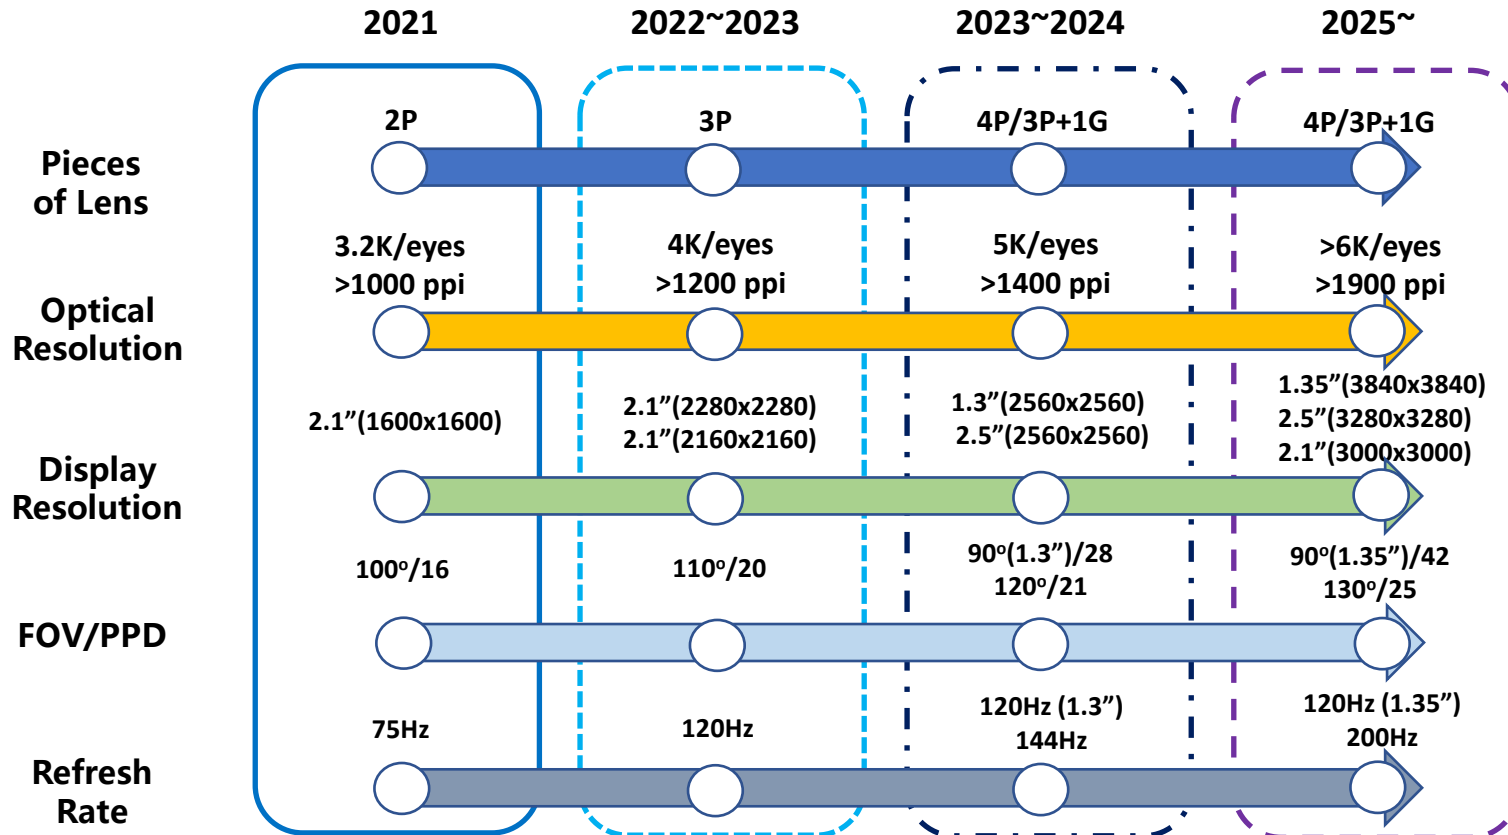 2021 2022~2023 2023~2024 2025~
2P 3P 4P/3P+1G 4P/3P+1G
Pieces
of Lens
3.2K/eyes 4K/eyes 5K/eyes >6K/eyes
>1000 ppi >1200 ppi >1400 ppi >1900 ppi
Optical
Resolution
2.1”(1600x1600)
2.1”(2280x2280)
2.1”(2160x2160)
1.3”(2560x2560)
2.5”(2560x2560)
1.35”(3840x3840)
2.5”(3280x3280)
2.1”(3000x3000)
Display
Resolution
100º/16
110º/20
90º(1.3”)/28
120º/21
90º(1.35”)/42
130º/25
FOV/PPD
75Hz
120Hz
120Hz (1.3”)
144Hz
120Hz (1.35”)
200Hz
Refresh
Rate